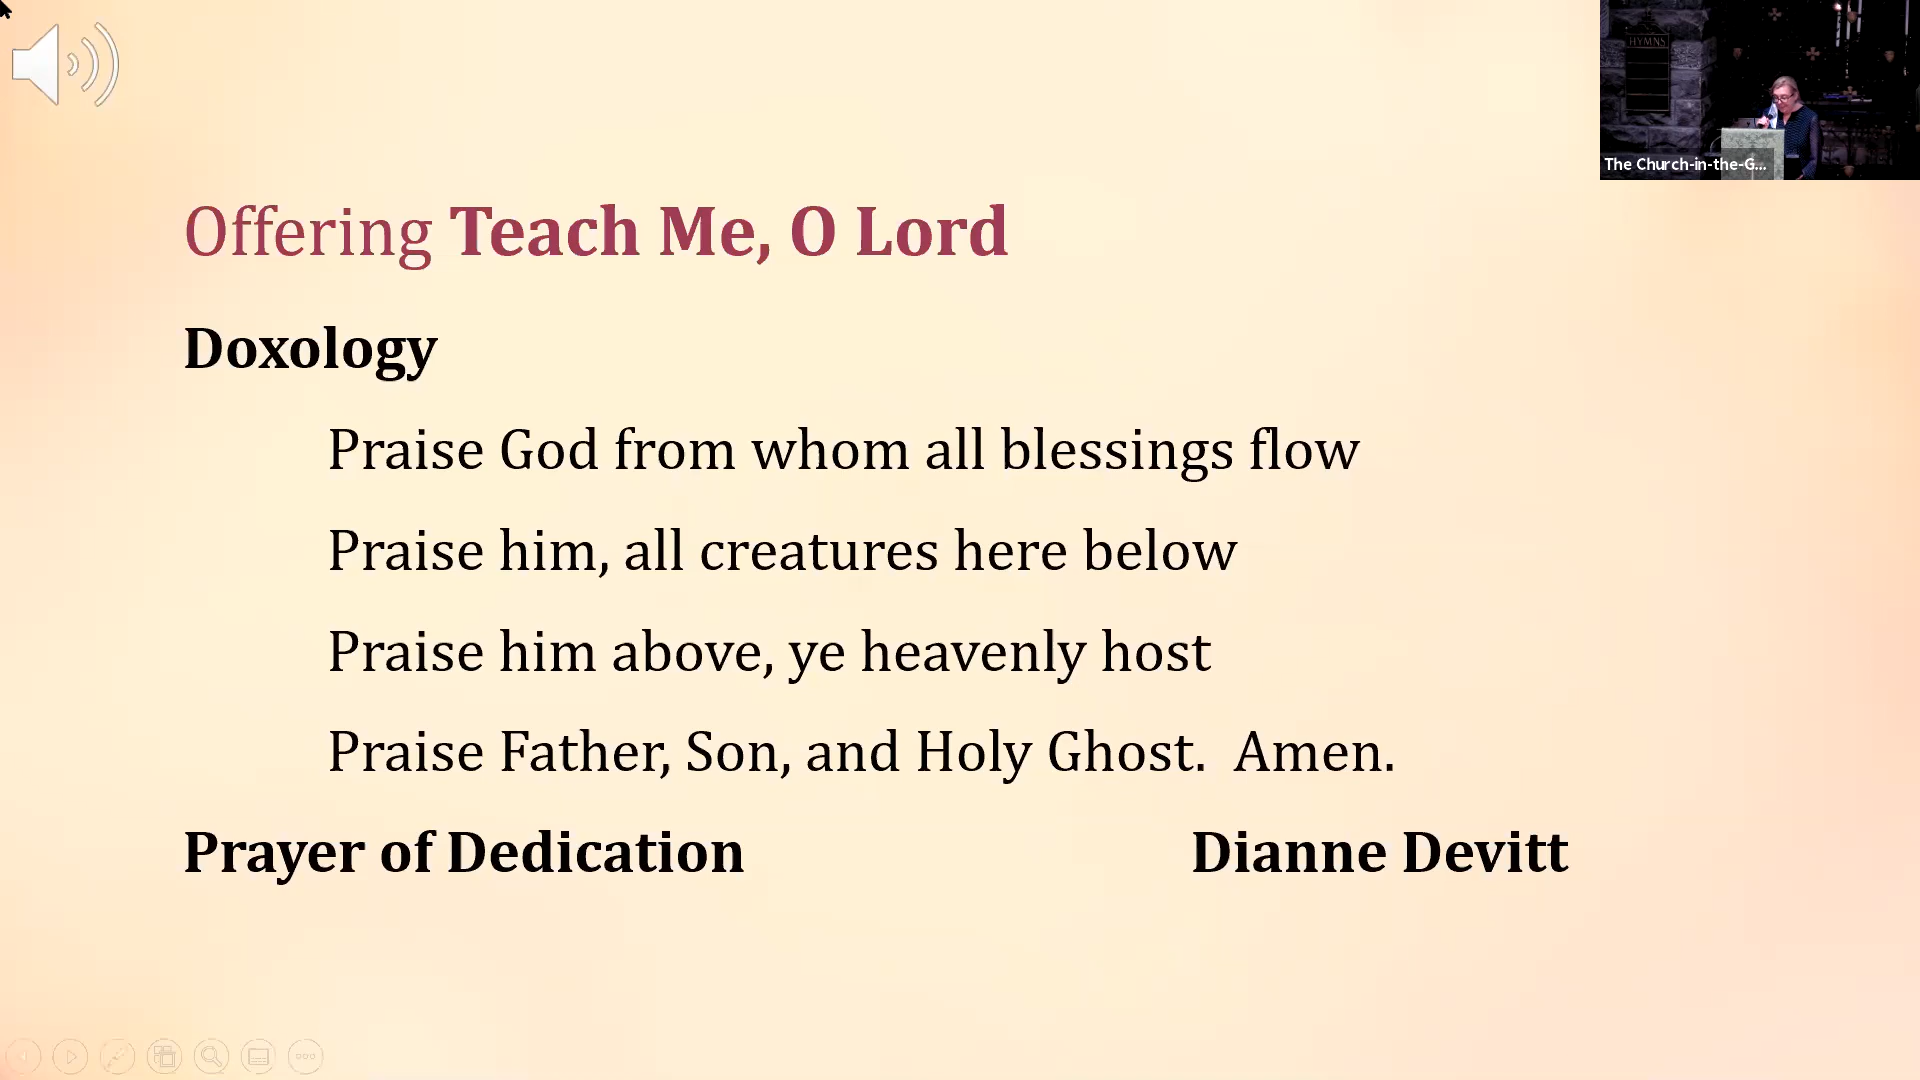 HYMNS
The Church-in-the-G...
Offering Teach Me, O Lord
Doxology
Praise God from whom all blessings flow
Praise him, all creatures here below
Praise him above, ye heavenly host
Praise Father, Son, and Holy Ghost.  Amen.
Prayer of Dedication Dianne Devitt